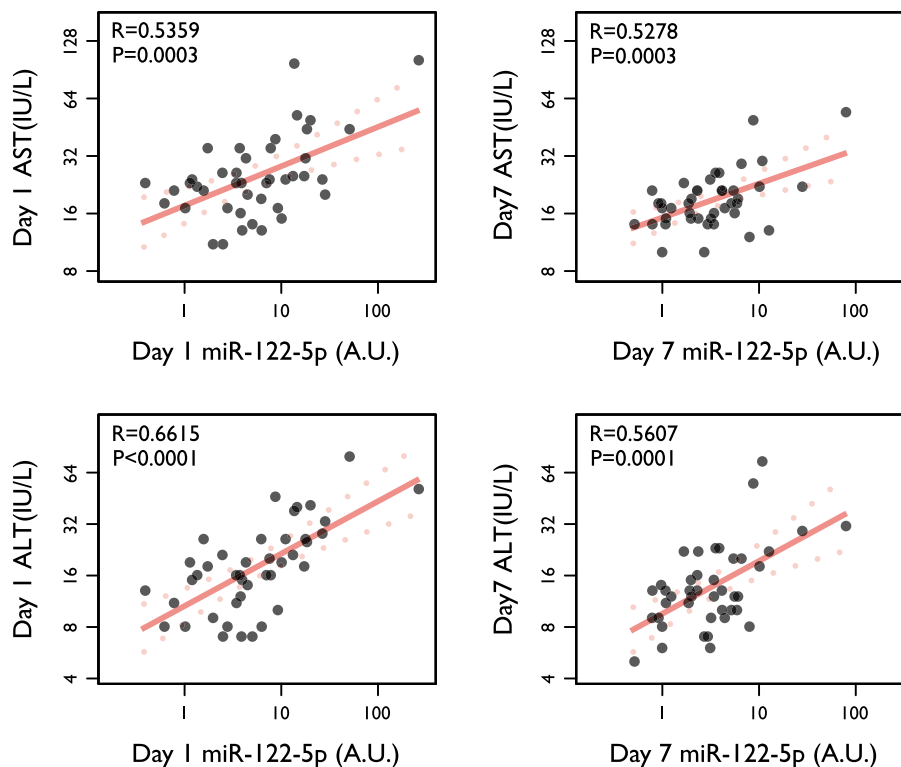 R=0.5359
P=0.0003
128
64
32
16
8
Day 1 AST(IU/L)
1
10
100
Day 1 miR-122-5p (A.U.)
R=0.5278
P=0.0003
128
64
32
16
8
Day7 AST(IU/L)
1
10
100
Day 7 miR-122-5p (A.U.)
R=0.6615
P<0.0001
64
32
16
8
4
Day 1 ALT(IU/L)
1
10
100
Day 1 miR-122-5p (A.U.)
R=0.5607
P=0.0001
64
32
16
8
4
Day7 ALT(IU/L)
1
10
100
Day 7 miR-122-5p (A.U.)